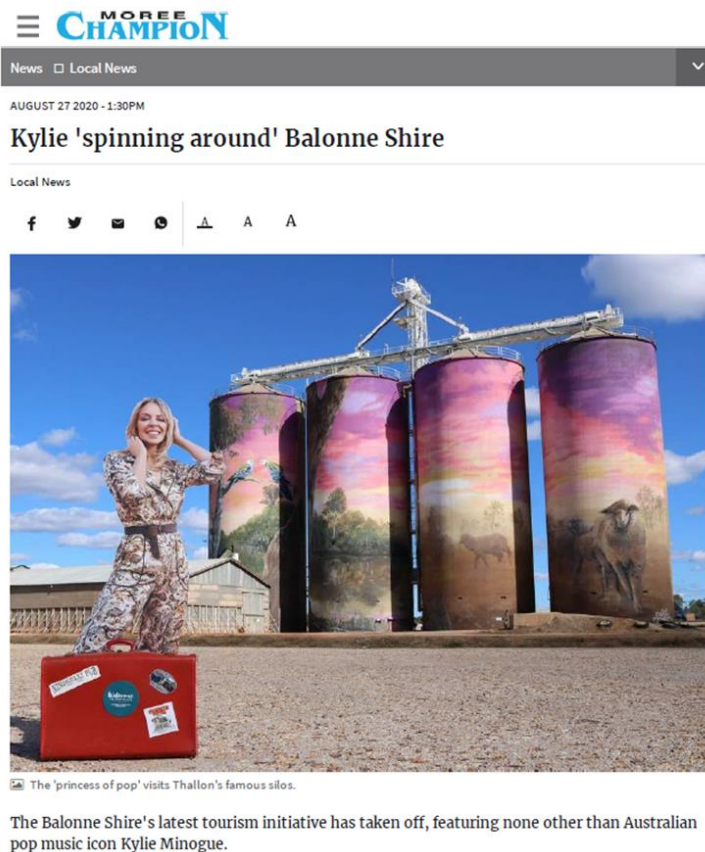 MOREE
CHAMPION
News Local News
AUGUST 27 2020 - 1:30PM
Kylie 'spinning around' Balonne Shire
Local News
A A A
The 'princess of pop' visits Thallon's famous silos.
The Balonne Shire's latest tourism initiative has taken off, featuring none other than Australian
pop music icon Kylie Minogue.